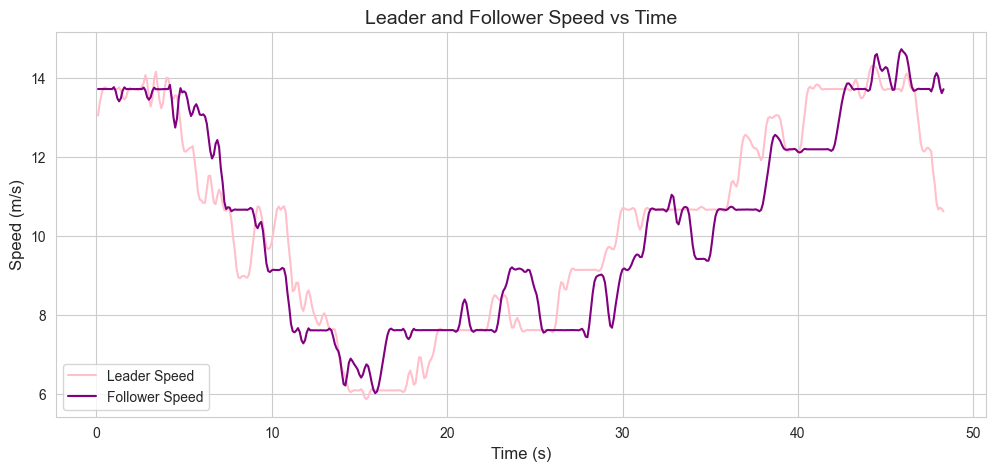 Leader and Follower Speed vs Time
Speed (m/s)
14
12
10
8
6
Leader Speed
Follower Speed
0 10 20 30 40 50
Time (s)